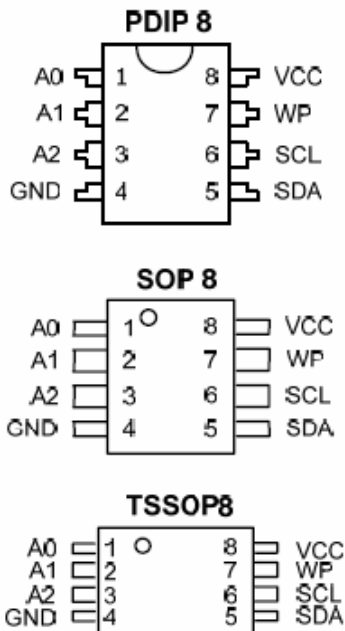 PDIP 8
A0 1 8 VCC
A1 2 7 WP
A2 3 6 SCL
GND 4 5 SDA
SOP 8
A0 1 8 VCC
A1 2 7 WP
A2 3 6 SCL
GND 4 5 SDA
TSSOP8
A0 1 8 VCC
A1 2 7 WP
A2 3 6 SCL
GND 4 5 SDA